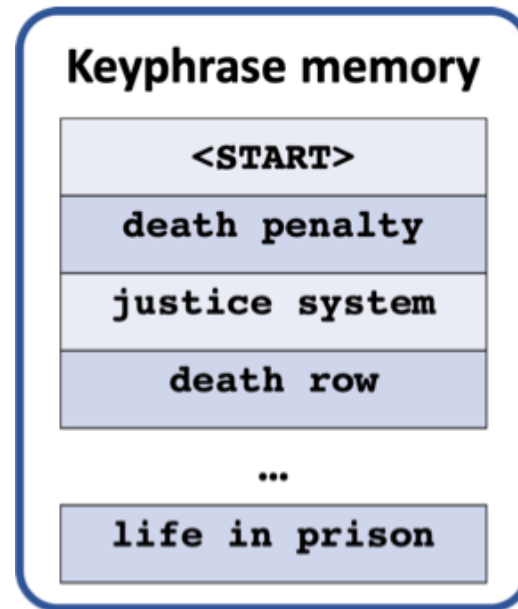 Keyphrase memory
<START>
death penalty
justice system
death row
...
life in prison